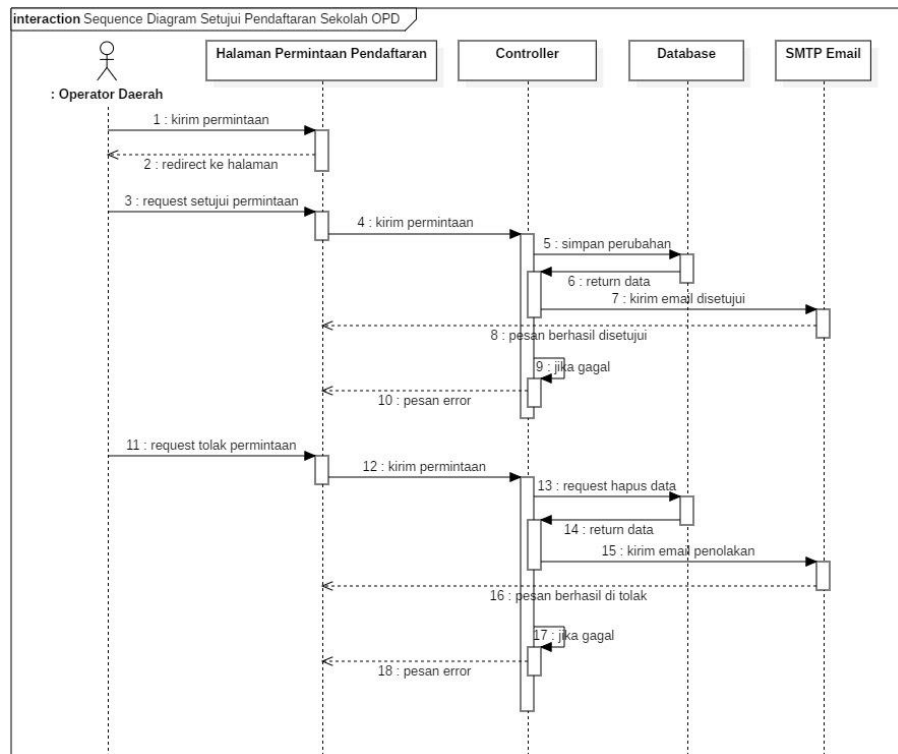 interaction Sequence Diagram Setujui Pendaftaran Sekolah OPD
Halaman Permintaan Pendaftaran
Controller
Database
SMTP Email
: Operator Daerah
1 : kirim permintaan
2 : redirect ke halaman
3 : request setujui permintaan
4 : kirim permintaan
5 : simpan perubahan
6 : return data
7 : kirim email disetujui
8 : pesan berhasil disetujui
9 : jika gagal
10 : pesan error
11 : request tolak permintaan
12 : kirim permintaan
13 : request hapus data
14 : return data
15 : kirim email penolakan
16 : pesan berhasil di tolak
17 : jika gagal
18 : pesan error